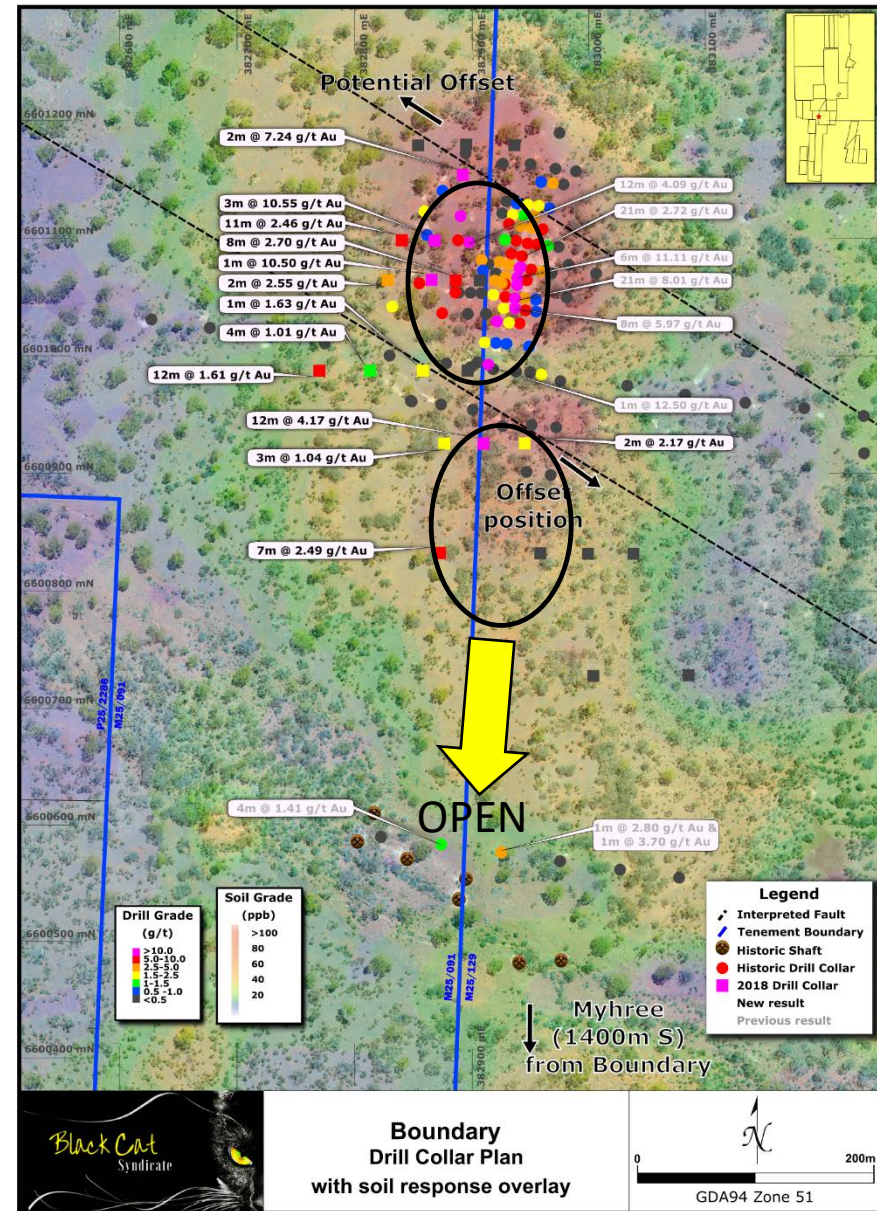 382600 mE
382700 mE
382800 mE
382900 mE
383000 mE
383100 mE
Potential Offset
6601200 mN
2m @ 7.24 g/t Au
3m @ 10.55 g/t Au
12m @ 4.09 g/t Au
11m @ 2.46 g/t Au
21m @ 2.72 g/t Au
6601100 mN
8m @ 2.70 g/t Au
1m @ 10.50 g/t Au
6m @ 11.11 g/t Au
2m @ 2.55 g/t Au
21m @ 8.01 g/t Au
1m @ 1.63 g/t Au
8m @ 5.97 g/t Au
4m @ 1.01 g/t Au
6601000 mN
12m @ 1.61 g/t Au
1m @ 12.50 g/t Au
12m @ 4.17 g/t Au
2m @ 2.17 g/t Au
3m @ 1.04 g/t Au
6600900 mN
Offset
position
7m @ 2.49 g/t Au
6600800 mN
P25/2286
M25/091
6600700 mN
4m @ 1.41 g/t Au
OPEN
6600600 mN
1m @ 2.80 g/t Au &
1m @ 3.70 g/t Au
Drill Grade
(g/t)
>10.0
5.0-10.0
2.5-5.0
1.5-2.5
1-1.5
0.5 -1.0
<0.5
Soil Grade
(ppb)
>100
80
60
40
20
Legend
Interpreted Fault
Tenement Boundary
Historic Shaft
Historic Drill Collar
2018 Drill Collar
New result
Previous result
6600500 mN
M25/091
M25/129
Myhree
(1400m S)
from Boundary
6600400 mN
382900 mE
Black Cat
Syndicate
Boundary
Drill Collar Plan
with soil response overlay
N
0
200m
GDA94 Zone 51